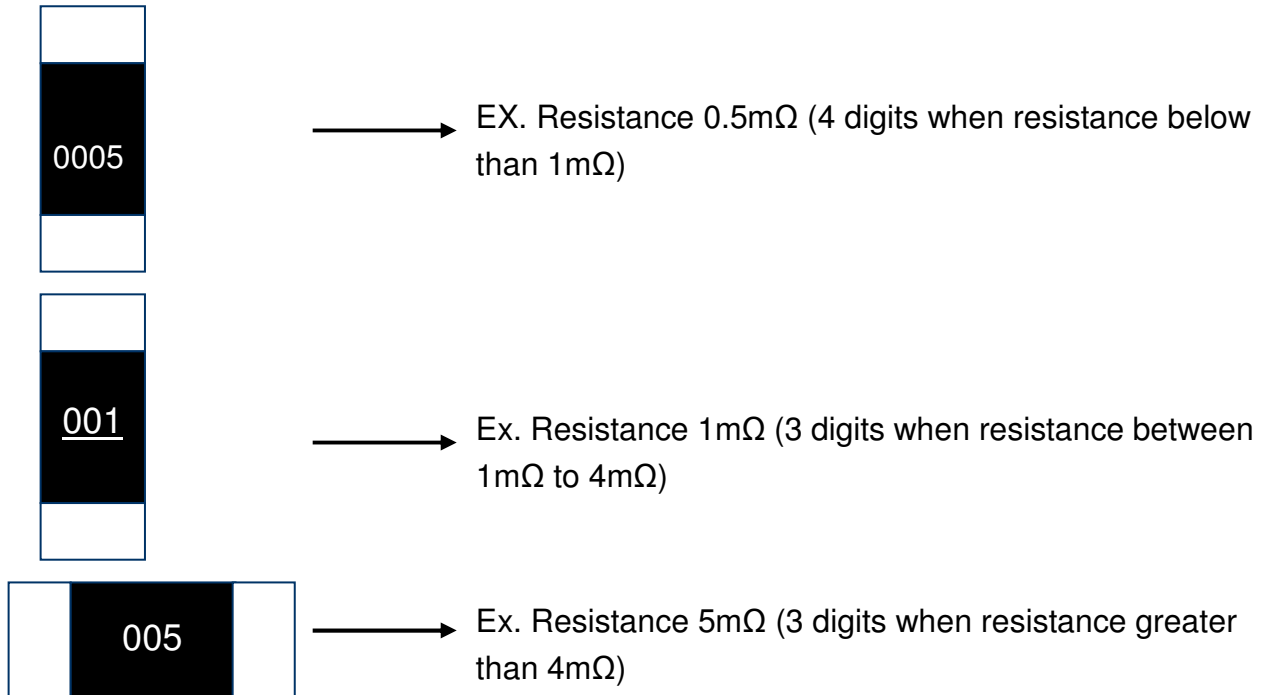 0005
EX. Resistance 0.5mΩ (4 digits when resistance below
than 1mΩ)
001
Ex. Resistance 1mΩ (3 digits when resistance between
1mΩ to 4mΩ)
005
Ex. Resistance 5mΩ (3 digits when resistance greater
than 4mΩ)